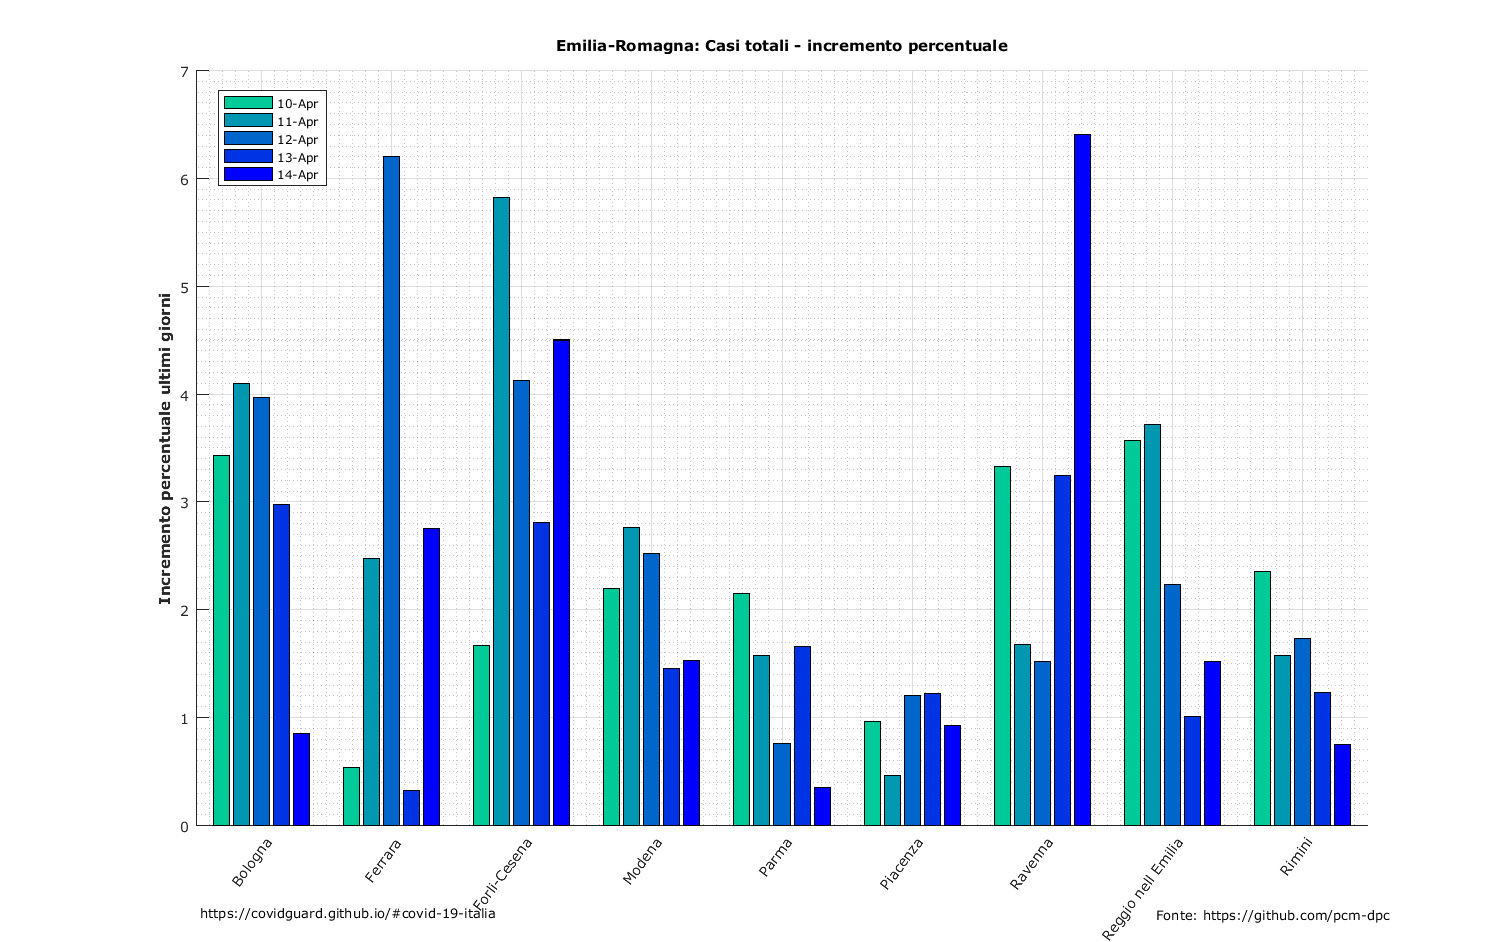 Emilia-Romagna: Casi totali - incremento percentuale
Incremento percentuale ultimi giorni
7
6
5
4
3
2
1
0
10-Apr
11-Apr
12-Apr
13-Apr
14-Apr
Bologna
Ferrara
Forlì-Cesena
Modena
Parma
Piacenza
Ravenna
Reggio nell Emilia
Rimini
https://covidguard.github.io/#covid-19-italia
Fonte: https://github.com/pcm-dpc